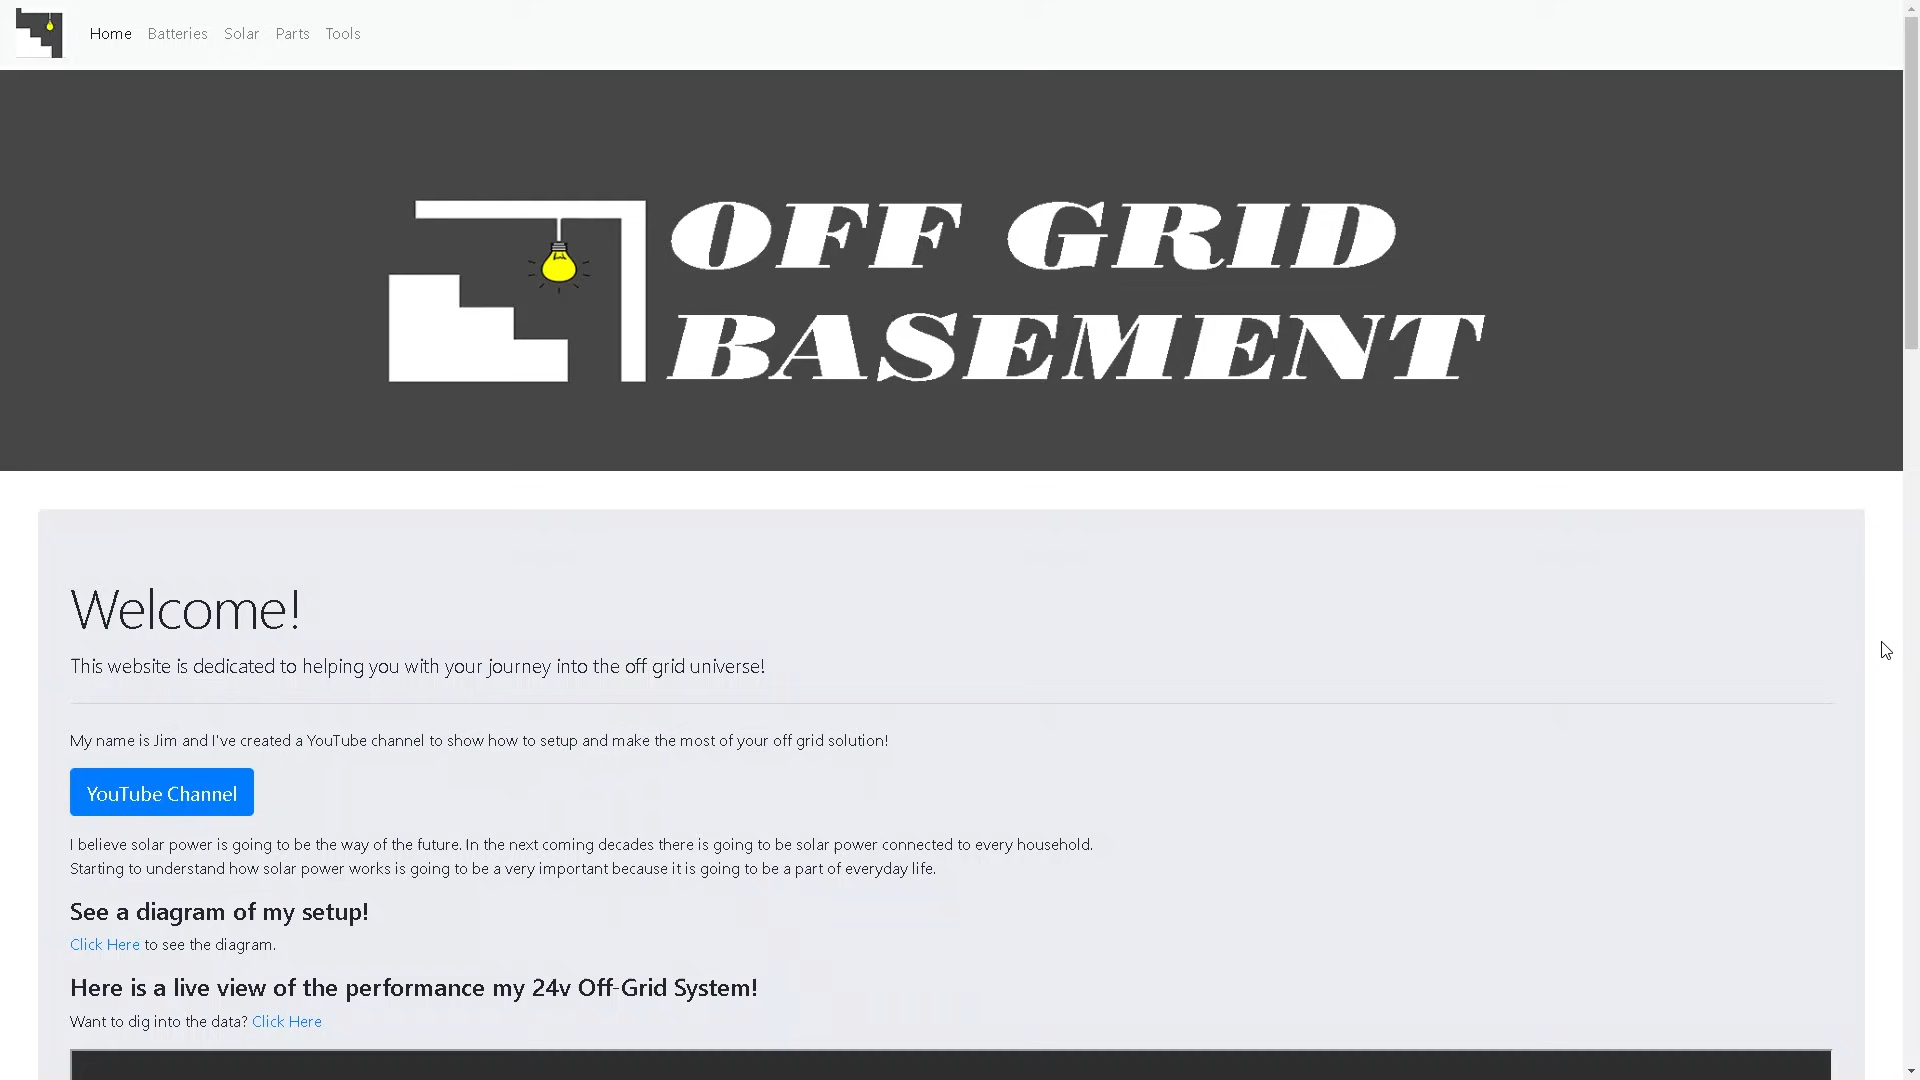 Home Batteries Solar Parts Tools
OFF GRID
BASEMENT
Welcome!
This website is dedicated to helping you with your journey into the off grid universe!
My name is Jim and I've created a YouTube channel to show how to setup and make the most of your off grid solution!
YouTube Channel
I believe solar power is going to be the way of the future. In the next coming decades there is going to be solar power connected to every household.
Starting to understand how solar power works is going to be a very important because it is going to be a part of everyday life.
See a diagram of my setup!
Click Here to see the diagram.
Here is a live view of the performance my 24v Off-Grid System!
Want to dig into the data? Click Here